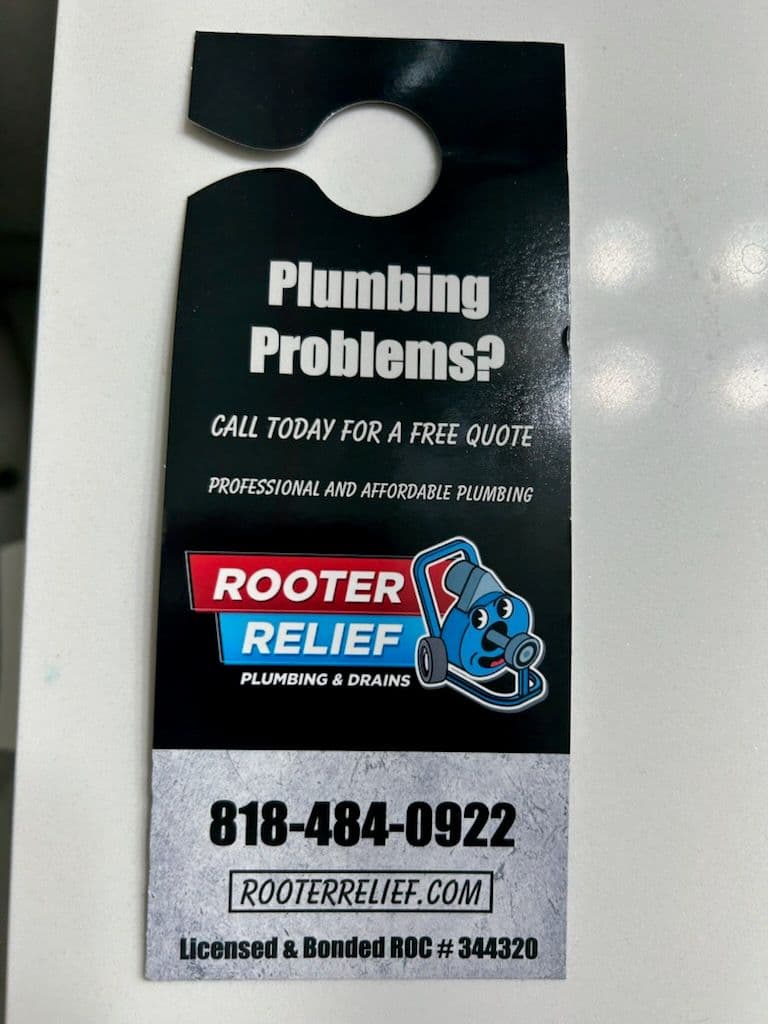 Plumbing
Problems?
CALL TODAY FOR A FREE QUOTE
PROFESSIONAL AND AFFORDABLE PLUMBING
ROOTER
RELIEF
PLUMBING & DRAINS
818-484-0922
ROOTERRELIEF.COM
Licensed & Bonded ROC # 344320